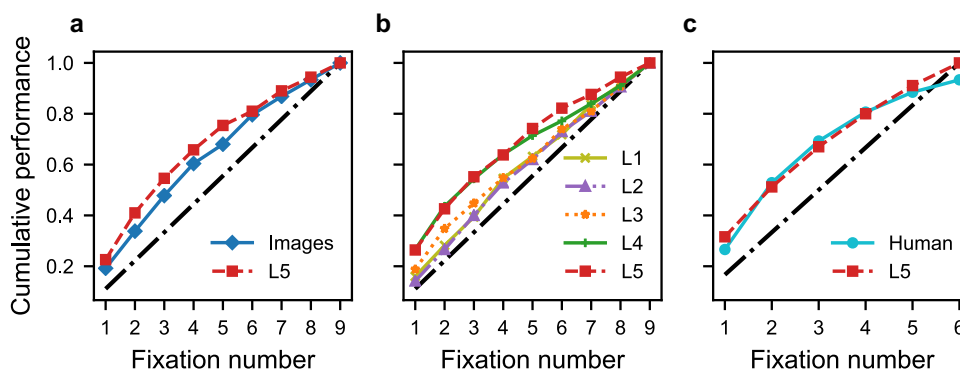 a
b
c
Cumulative performance
1.0
0.8
0.6
0.4
0.2
Images
L5
1 2 3 4 5 6 7 8 9
Fixation number
L1
L2
L3
L4
L5
1 2 3 4 5 6 7 8 9
Fixation number
Human
L5
1 2 3 4 5 6
Fixation number